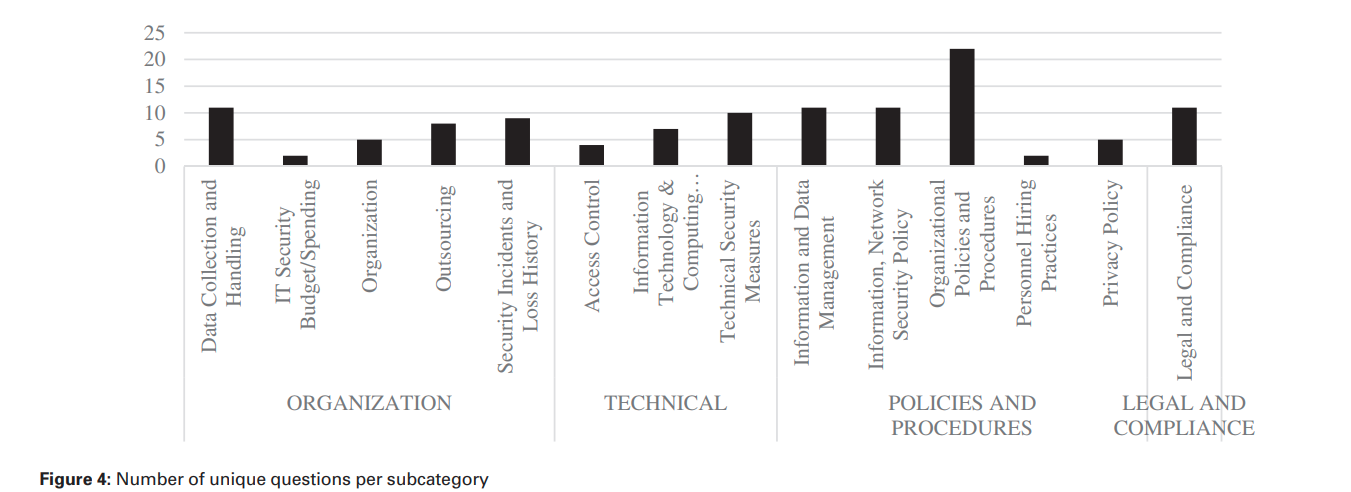 25
20
15
10
5
0
Data Collection and
Handling
IT Security
Budget/Spending
Organization
Outsourcing
Security Incidents and
Loss History
Access Control
Information
Technology &
Computing…
Technical Security
Measures
Information and Data
Management
Information, Network
Security Policy
Organizational
Policies and
Procedures
Personnel Hiring
Practices
Privacy Policy
Legal and Compliance
ORGANIZATION
TECHNICAL
POLICIES AND
PROCEDURES
LEGAL AND
COMPLIANCE
Figure 4: Number of unique questions per subcategory